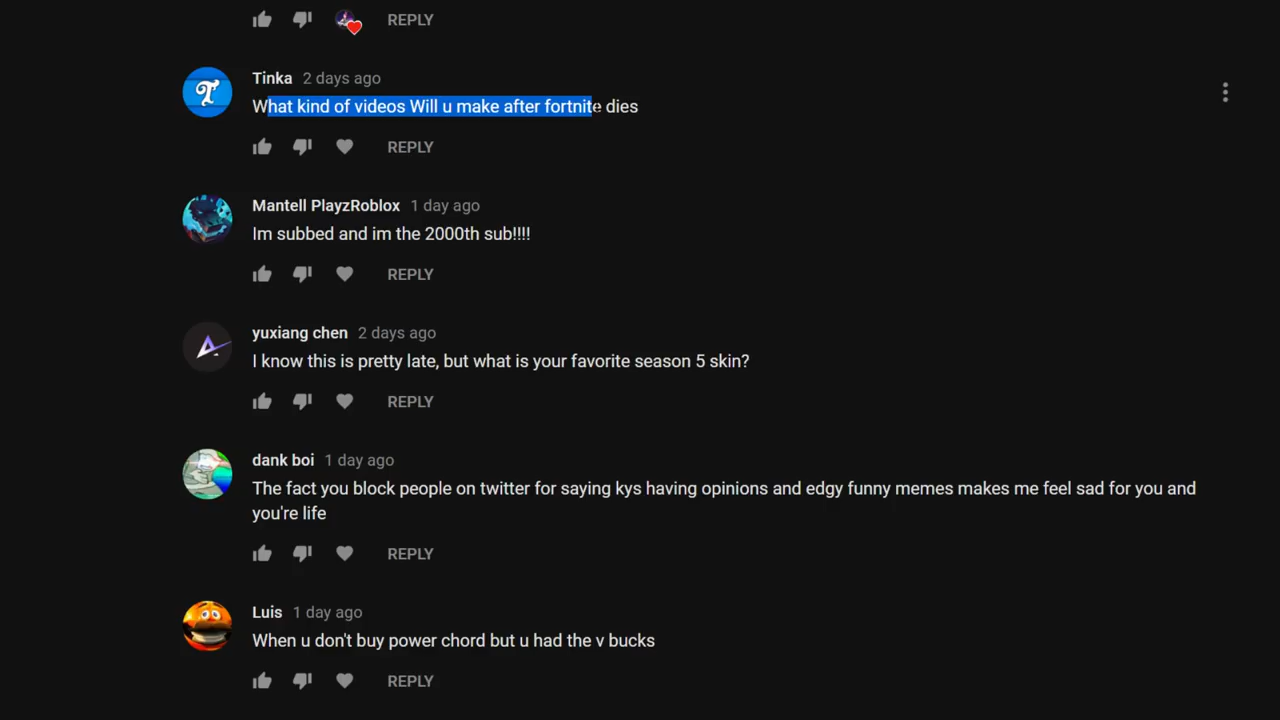 REPLY
Tinka 2 days ago
What kind of videos Will u make after fortnite dies
REPLY
Mantell PlayzRoblox 1 day ago
Im subbed and im the 2000th sub!!!!
REPLY
yuxiang chen 2 days ago
I know this is pretty late, but what is your favorite season 5 skin?
REPLY
dank boi 1 day ago
The fact you block people on twitter for saying kys having opinions and edgy funny memes makes me feel sad for you and
you're life
REPLY
Luis 1 day ago
When u don't buy power chord but u had the v bucks
REPLY